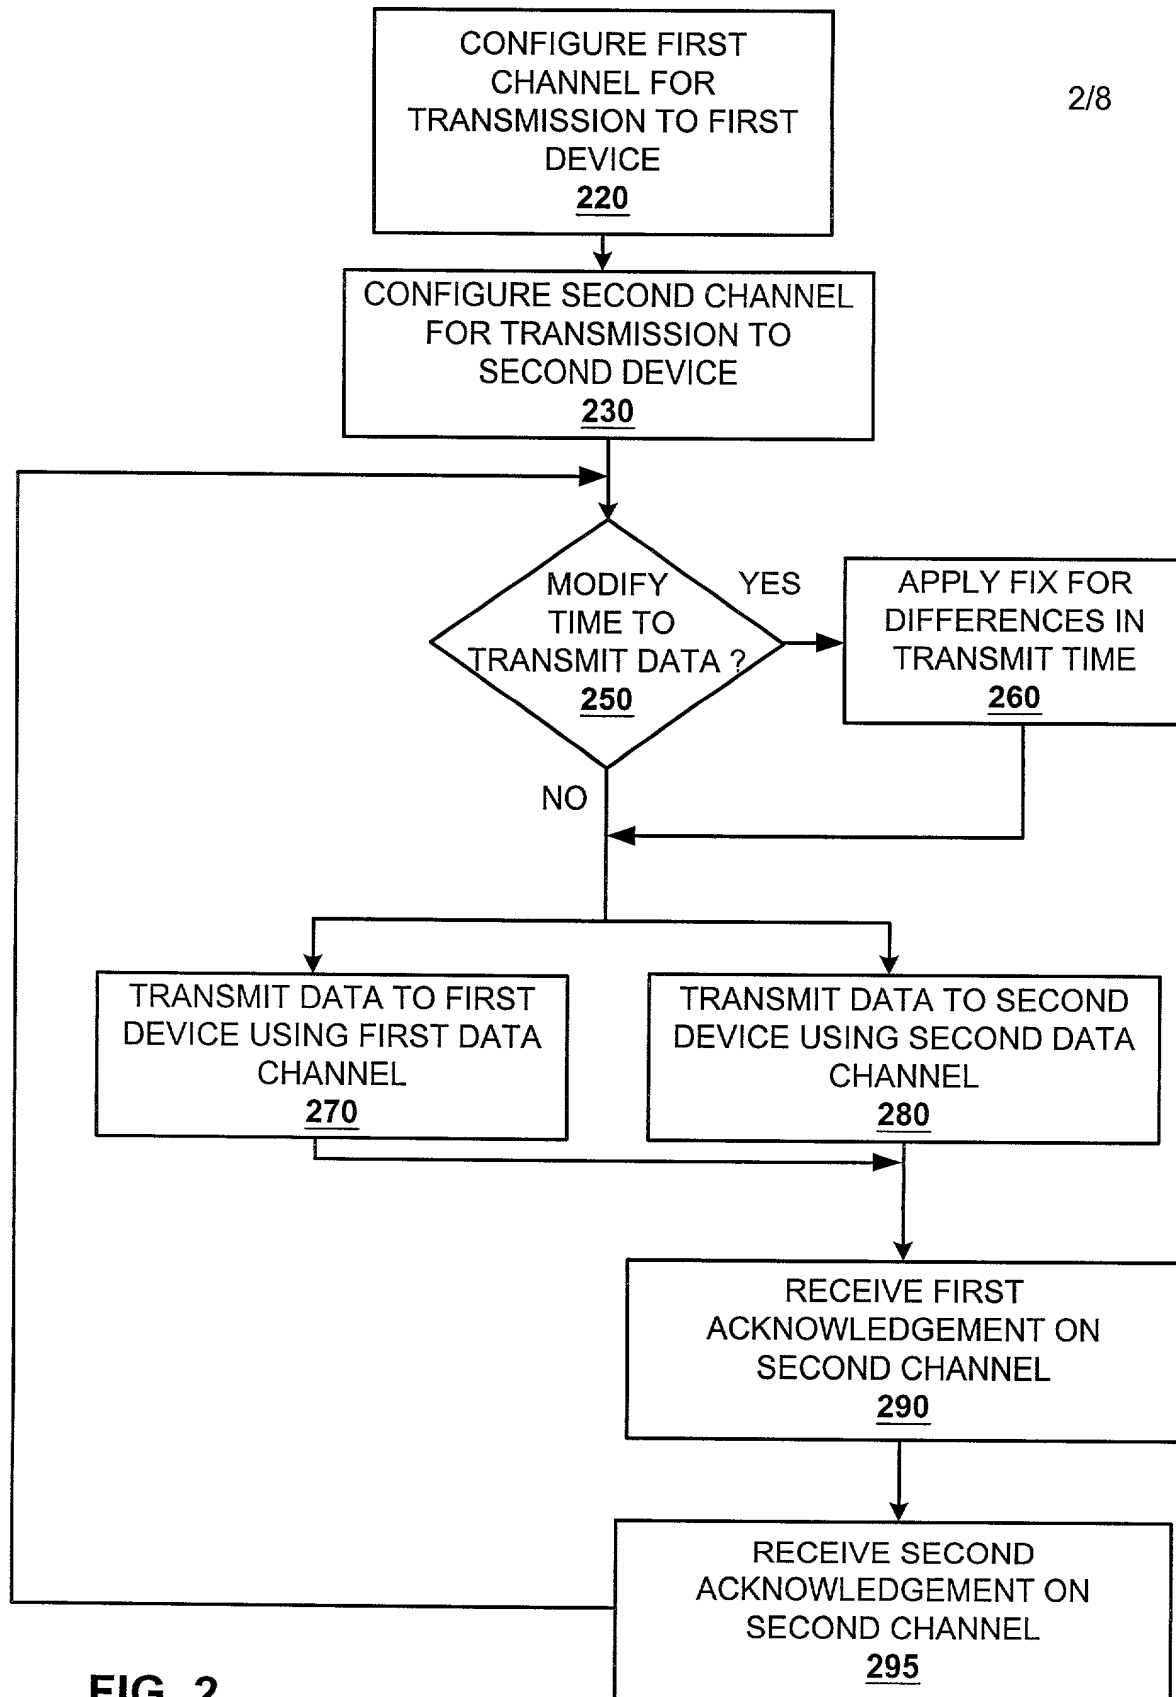 CONFIGURE FIRST
CHANNEL FOR
TRANSMISSION TO FIRST
DEVICE
220
2/8
CONFIGURE SECOND CHANNEL
FOR TRANSMISSION TO
SECOND DEVICE
230
MODIFY
TIME TO
TRANSMIT DATA ?
250
YES
APPLY FIX FOR
DIFFERENCES IN
TRANSMIT TIME
260
NO
TRANSMIT DATA TO FIRST
DEVICE USING FIRST DATA
CHANNEL
270
TRANSMIT DATA TO SECOND
DEVICE USING SECOND DATA
CHANNEL
280
RECEIVE FIRST
ACKNOWLEDGEMENT ON
SECOND CHANNEL
290
RECEIVE SECOND
ACKNOWLEDGEMENT ON
SECOND CHANNEL
295
FIG. 2